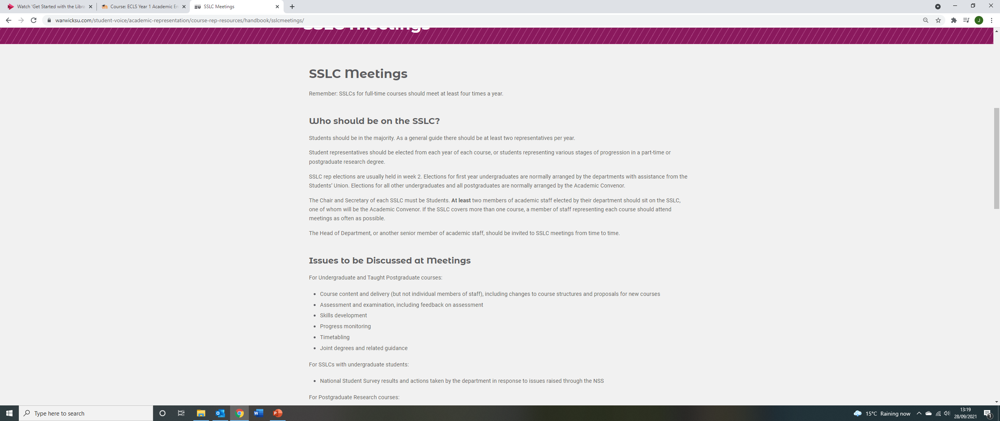 Watch 'Get Started with the Libra
Course: ECLS Year 1 Academic En
SSLC Meetings
warwicksu.com/student-voice/academic-representation/course-rep-resources/handbook/sslcmeetings/
J
SSLC Meetings
SSLC Meetings
Remember: SSLCs for full-time courses should meet at least four times a year.
Who should be on the SSLC?
Students should be in the majority. As a general guide there should be at least two representatives per year.
Student representatives should be elected from each year of each course, or students representing various stages of progression in a part-time or
postgraduate research degree.
SSLC rep elections are usually held in week 2. Elections for first year undergraduates are normally arranged by the departments with assistance from the
Students’ Union. Elections for all other undergraduates and all postgraduates are normally arranged by the Academic Convenor.
The Chair and Secretary of each SSLC must be Students. At least two members of academic staff elected by their department should sit on the SSLC,
one of whom will be the Academic Convenor. If the SSLC covers more than one course, a member of staff representing each course should attend
meetings as often as possible.
The Head of Department, or another senior member of academic staff, should be invited to SSLC meetings from time to time.
Issues to be Discussed at Meetings
For Undergraduate and Taught Postgraduate courses:
• Course content and delivery (but not individual members of staff), including changes to course structures and proposals for new courses
• Assessment and examination, including feedback on assessment
• Skills development
• Progress monitoring
• Timetabling
• Joint degrees and related guidance
For SSLCs with undergraduate students:
• National Student Survey results and actions taken by the department in response to issues raised through the NSS
For Postgraduate Research courses:
Type here to search
15°C Raining now
13:19
28/09/2021
1